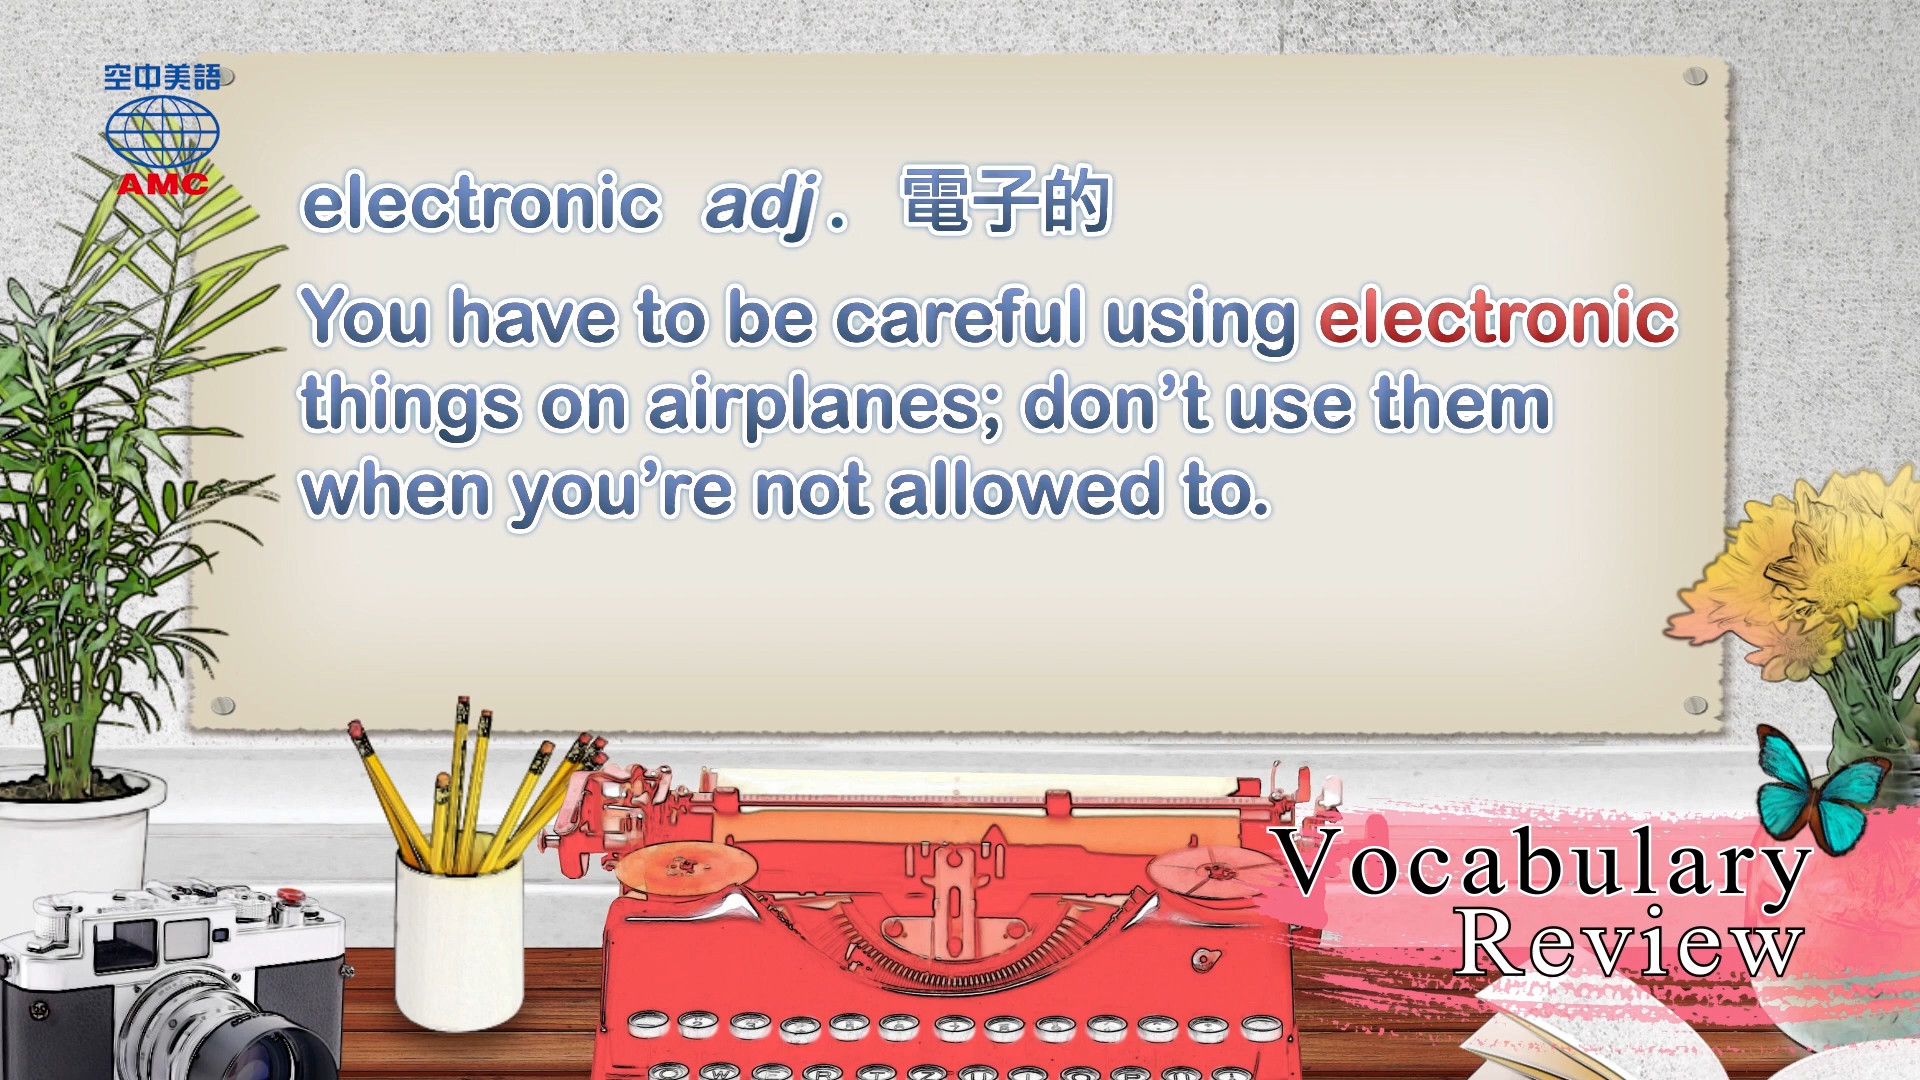 空中美語
AMC
electronic adj. 電子的
You have to be careful using electronic
things on airplanes; don’t use them
when you’re not allowed to.
Vocabulary
Review